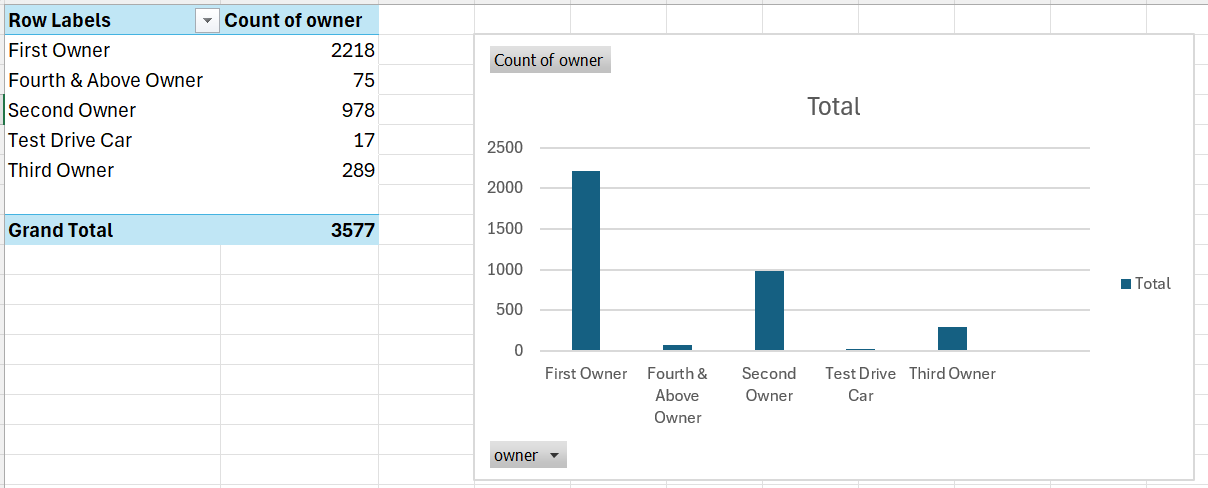 Row Labels Count of owner
First Owner 2218
Fourth & Above Owner 75
Second Owner 978
Test Drive Car 17
Third Owner 289
Grand Total 3577
Count of owner
Total
2500
2000
1500
1000
500
0
First Owner Fourth & Second Test Drive Third Owner
Above Owner Car
Owner
Total
owner